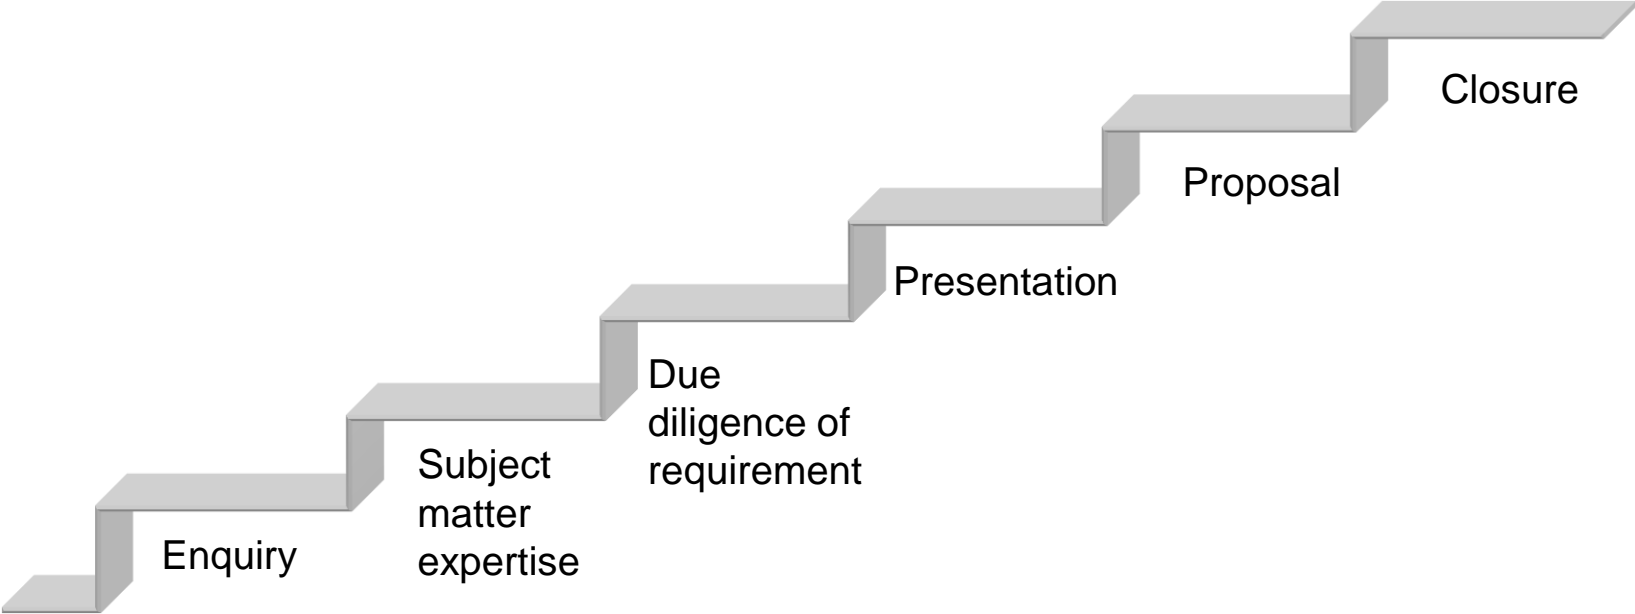 Closure
Proposal
Presentation
Due
diligence of
requirement
Subject
matter
expertise
Enquiry